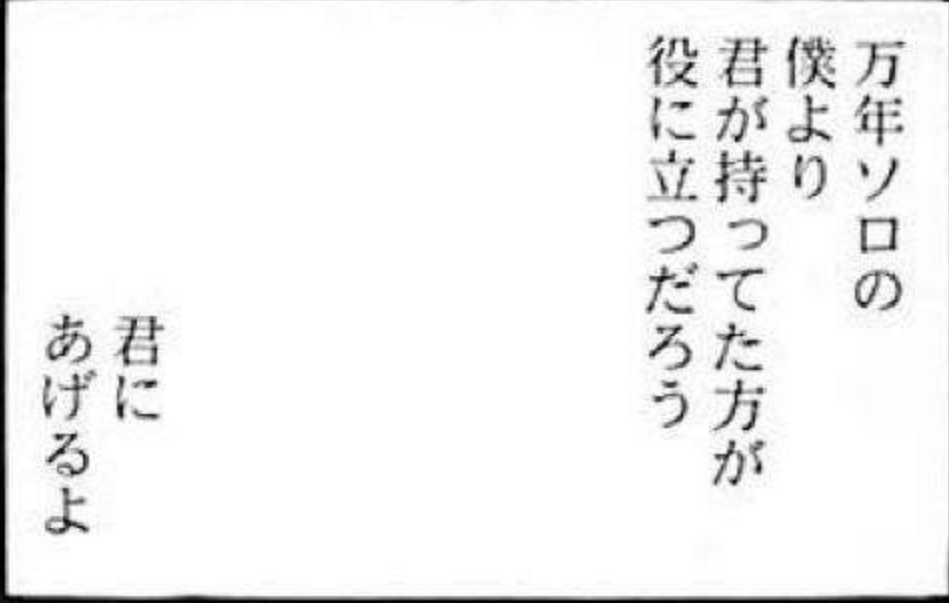 万年ソロの
僕より
君が持ってた方が
役に立つだろう
君に
あげるよ